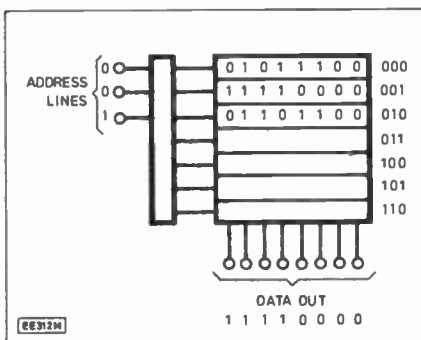 0 0 1 0 1 1 1 0 0 000
ADDRESS LINES 0 1 1 1 1 0 0 0 0 001
1 0 1 1 0 1 1 0 0 010
011
100
101
110
DATA OUT
1 1 1 1 0 0 0 0
EE312M